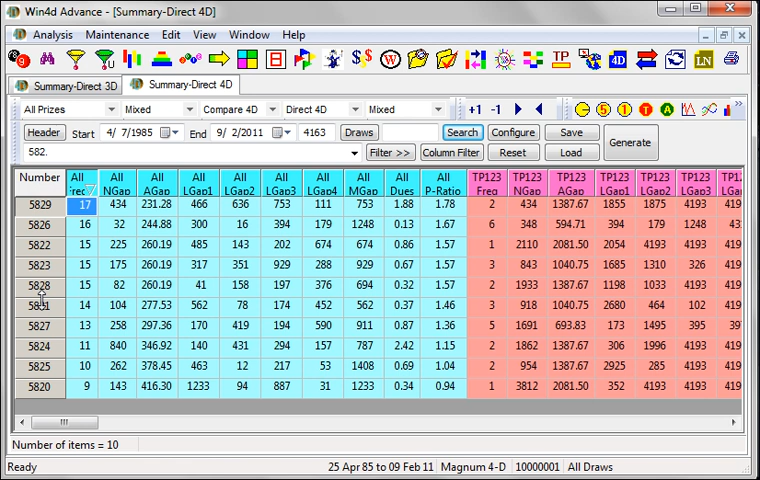 Win4d Advance - [Summary-Direct 4D]
Analysis Maintenance Edit View Window Help
Summary-Direct 3D Summary-Direct 4D
All Prizes Mixed Compare 4D Direct 4D Mixed +1 -1
Header Start 4/ 7/1985 End 9/ 2/2011 4163 Draws Search Configure Save Generate
582. Filter >> Column Filter Reset Load
Number All Freq All NGap All AGap All LGap1 All LGap2 All LGap3 All LGap4 All MGap All Dues All P-Ratio TP123 Freq TP123 NGap TP123 AGap TP123 LGap1 TP123 LGap2 TP123 LGap3 TP123
5829 17 434 231.28 466 636 753 111 753 1.88 1.78 2 434 1387.67 1855 1875 4193
5826 16 32 244.88 300 16 394 179 1248 0.13 1.67 6 348 594.71 394 179 1248
5822 15 225 260.19 485 143 202 674 674 0.86 1.57 1 2110 2081.50 2054 4193 4193
5823 15 175 260.19 317 351 929 288 929 0.67 1.57 3 843 1040.75 1685 1310 326
5828 15 82 260.19 41 158 197 376 694 0.32 1.57 2 1933 1387.67 1198 1033 4193
5821 14 104 277.53 562 78 174 452 562 0.37 1.46 3 918 1040.75 2680 464 102
5827 13 258 297.36 170 419 194 590 911 0.87 1.36 5 1691 693.83 173 1495 395
5824 11 840 346.92 140 431 294 157 787 2.42 1.15 2 1862 1387.67 306 1996 4193
5825 10 262 378.45 463 12 217 53 1408 0.69 1.04 2 954 1387.67 2925 285 4193
5820 9 143 416.30 1233 94 887 31 1233 0.34 0.94 1 3812 2081.50 352 4193 4193
Number of items = 10
Ready 25 Apr 85 to 09 Feb 11 Magnum 4-D 10000001 All Draws